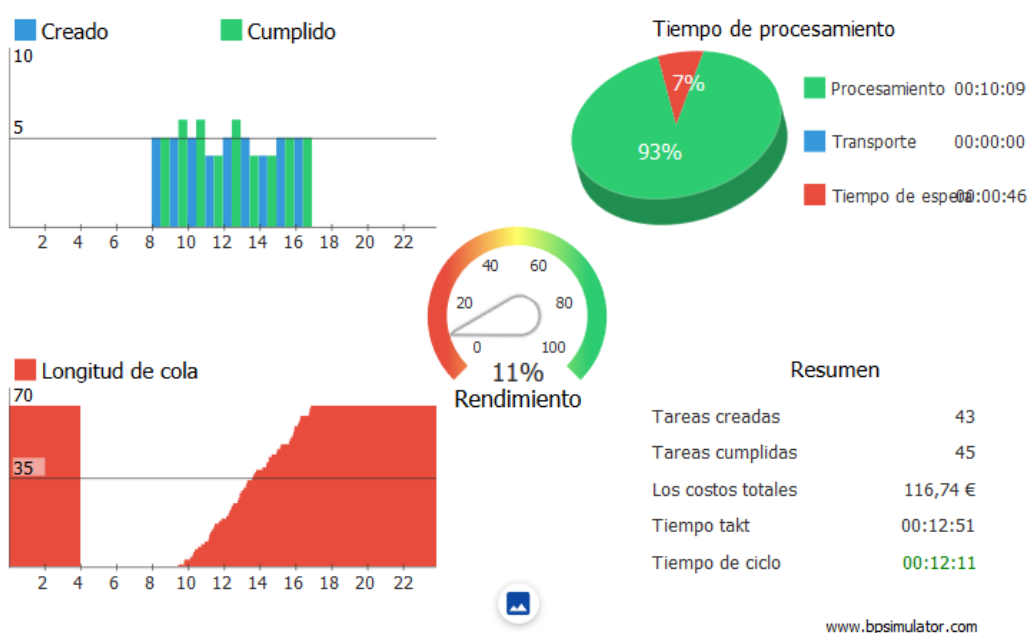 Creado
Cumplido
10
5
2 4 6 8 10 12 14 16 18 20 22
Tiempo de procesamiento
7%
93%
Procesamiento 00:10:09
Transporte 00:00:00
Tiempo de espera 00:00:46
40 60
20 80
0 100
11%
Rendimiento
Longitud de cola
70
35
2 4 6 8 10 12 14 16 18 20 22
Resumen
Tareas creadas 43
Tareas cumplidas 45
Los costos totales 116,74 €
Tiempo takt 00:12:51
Tiempo de ciclo 00:12:11
www.bpsimulator.com